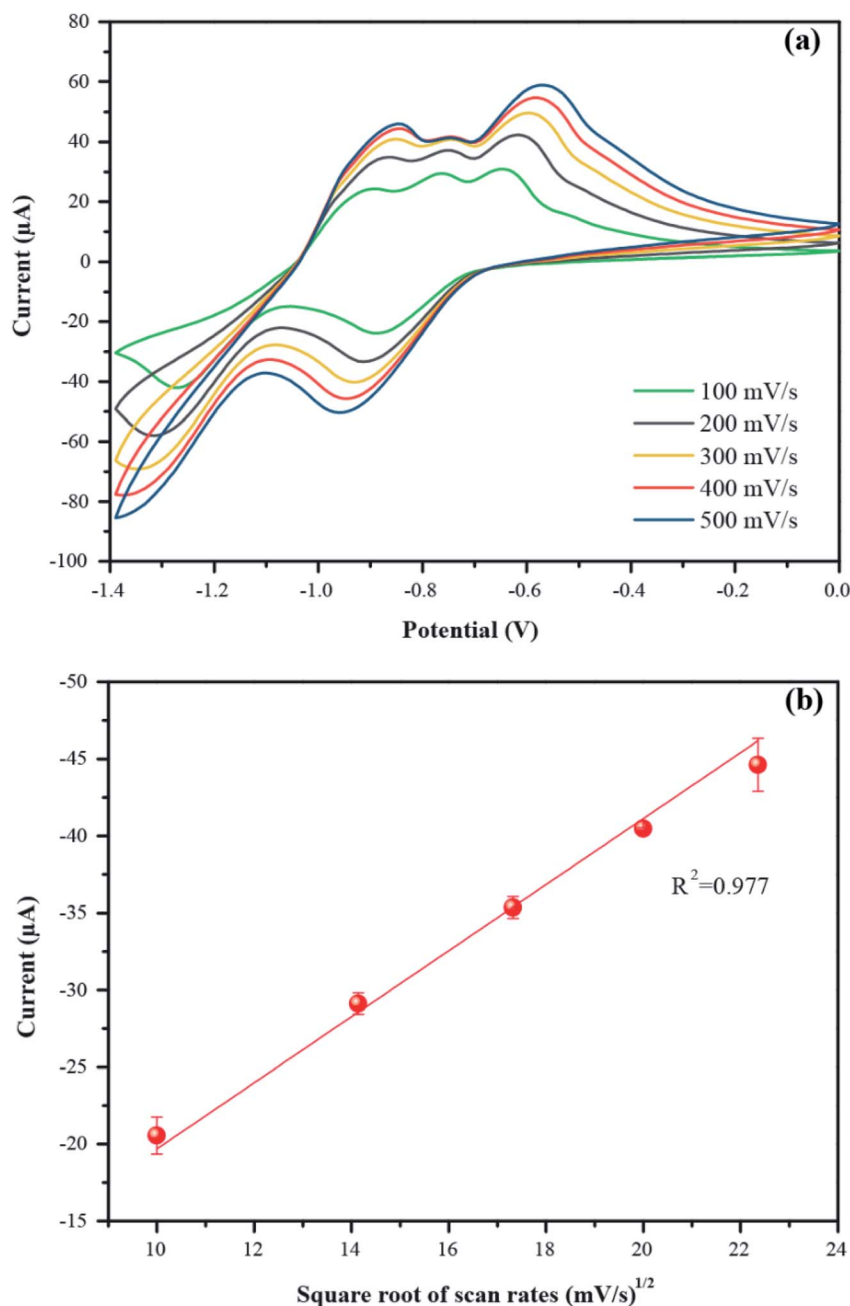 (a)
80
60
40
20
0
-20
-40
-60
-80
-100
Current (µA)
100 mV/s
200 mV/s
300 mV/s
400 mV/s
500 mV/s
-1.4 -1.2 -1.0 -0.8 -0.6 -0.4 -0.2 0.0
Potential (V)
(b)
-50
-45
-40
-35
-30
-25
-20
-15
Current (µA)
R²=0.977
10 12 14 16 18 20 22 24
Square root of scan rates (mV/s)^1/2